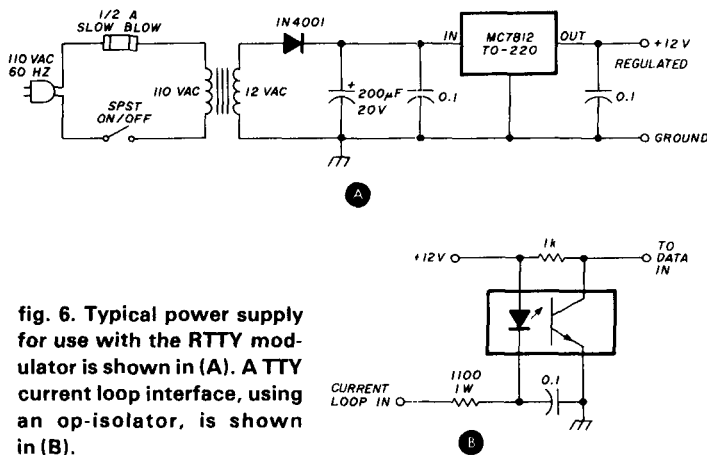 1/2 A
SLOW BLOW
1N4001
110 VAC
60 HZ
SPST
ON/OFF
110 VAC
12 VAC
+
200μF
20V
0.1
IN
MC7812
TO-220
OUT
0.1
+12 V
REGULATED
GROUND
A
fig. 6. Typical power supply
for use with the RTTY mod-
ulator is shown in (A). A TTY
current loop interface, using
an op-isolator, is shown
in (B).
+12V
1k
TO
DATA
IN
CURRENT
LOOP IN
1100
1W
0.1
B